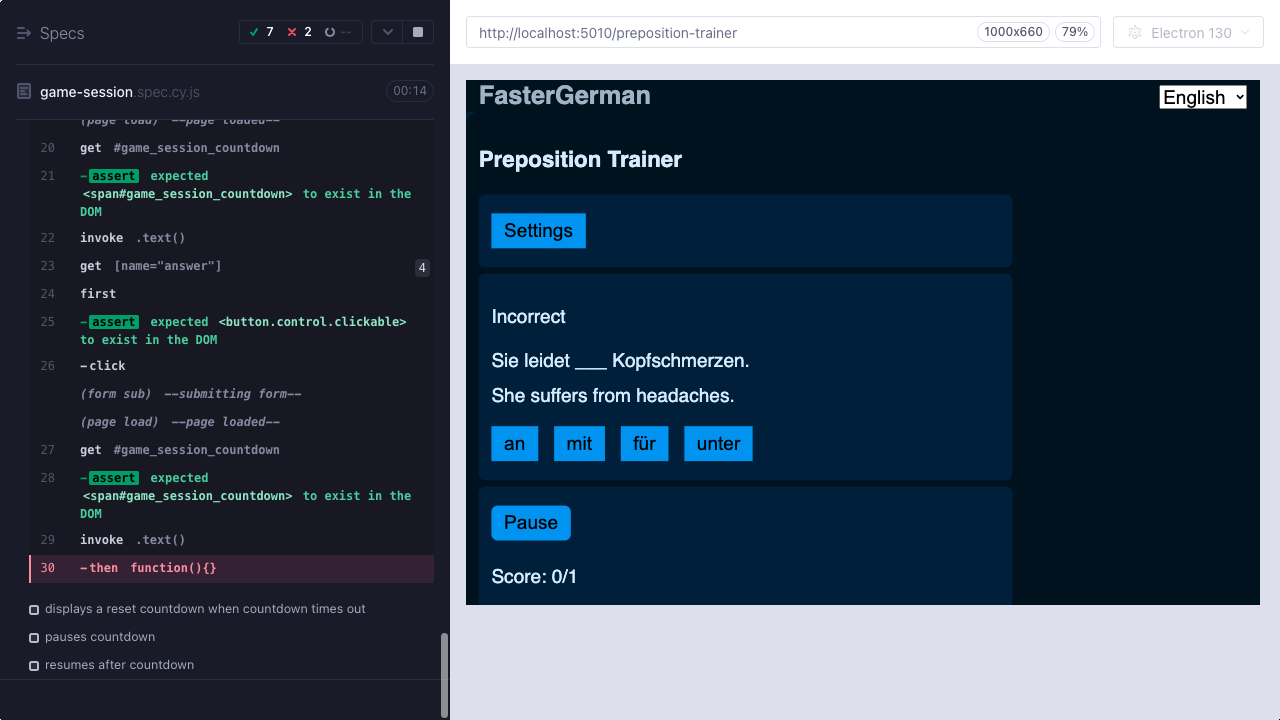 Specs
7 2 --
game-session.spec.cy.js 00:14
(page load) --page loaded--
20 get #game_session_countdown
21 -assert expected
<span#game_session_countdown> to exist in the
DOM
22 invoke .text()
23 get [name="answer"] 4
24 first
25 -assert expected <button.control.clickable>
to exist in the DOM
26 -click
(form sub) --submitting form--
(page load) --page loaded--
27 get #game_session_countdown
28 -assert expected
<span#game_session_countdown> to exist in the
DOM
29 invoke .text()
30 -then function(){}
displays a reset countdown when countdown times out
pauses countdown
resumes after countdown
http://localhost:5010/preposition-trainer 1000x660 79% Electron 130
FasterGerman English
Preposition Trainer
Settings
Incorrect
Sie leidet ___ Kopfschmerzen.
She suffers from headaches.
an mit für unter
Pause
Score: 0/1